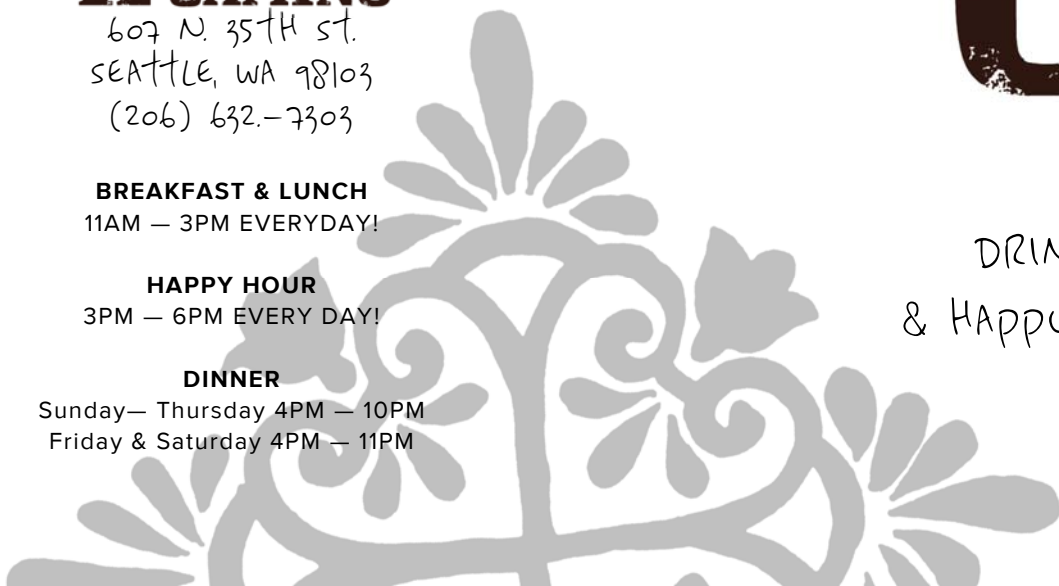 607 N. 35TH St.
SEAttLE, WA 98103
(206) 632.-7303
BREAKFAST & LUNCH
11AM — 3PM EVERYDAY!
HAPPY HOUR
3PM — 6PM EVERY DAY!
DINNER
Sunday— Thursday 4PM — 10PM
Friday & Saturday 4PM — 11PM